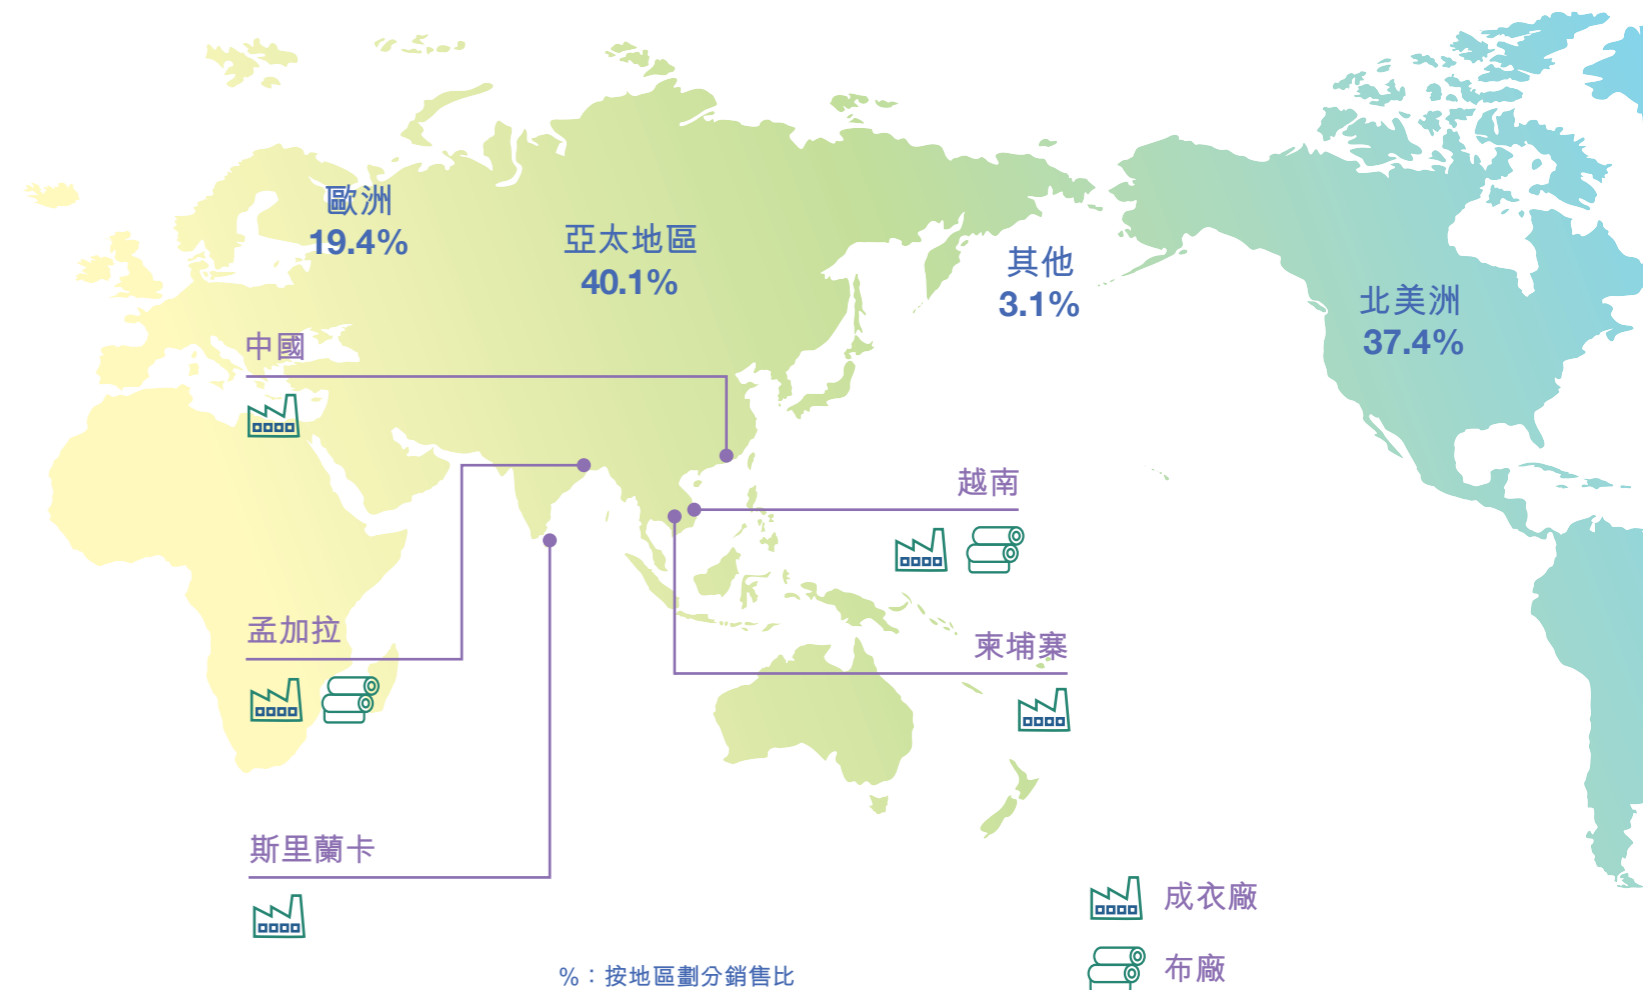 歐洲
19.4%
亞太地區
40.1%
其他
3.1%
北美洲
37.4%
中國
越南
孟加拉
柬埔寨
斯里蘭卡
成衣廠
布廠
%：按地區劃分銷售比